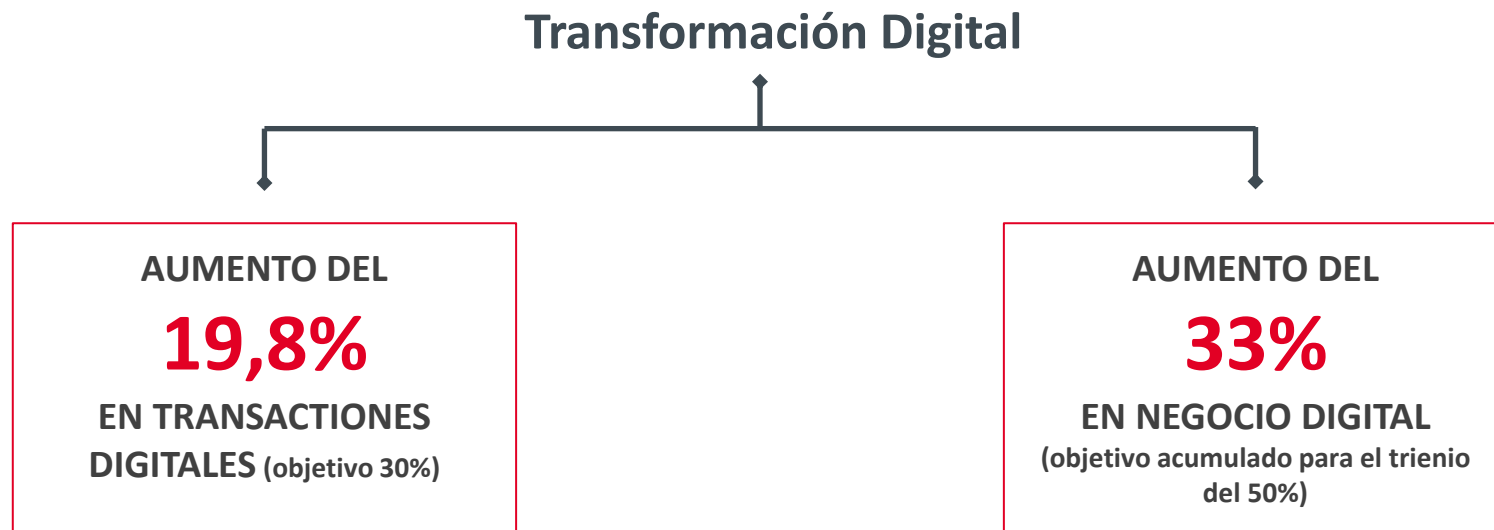 Transformación Digital
AUMENTO DEL
19,8%
EN TRANSACTIONES
DIGITALES (objetivo 30%)
AUMENTO DEL
33%
EN NEGOCIO DIGITAL
(objetivo acumulado para el trienio
del 50%)